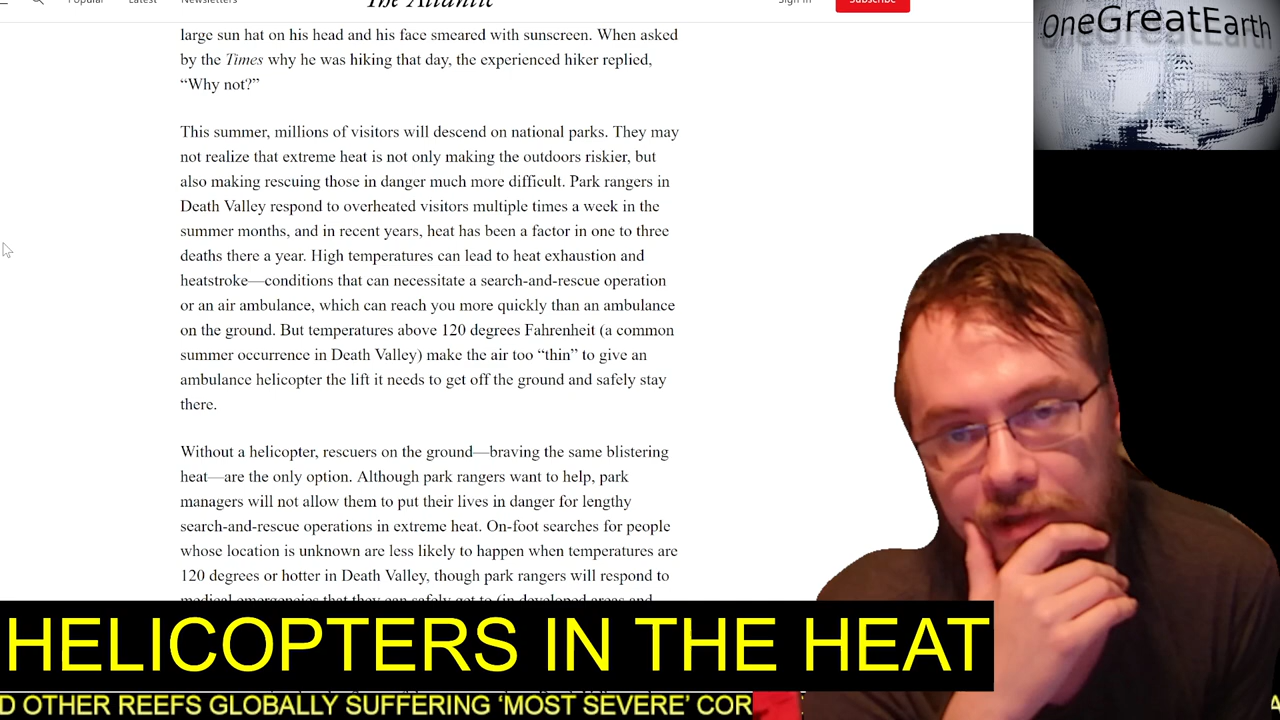 Popular Latest Newsletters The Atlantic Sign In Subscribe
OneGreatEarth
large sun hat on his head and his face smeared with sunscreen. When asked
by the Times why he was hiking that day, the experienced hiker replied,
“Why not?”
This summer, millions of visitors will descend on national parks. They may
not realize that extreme heat is not only making the outdoors riskier, but
also making rescuing those in danger much more difficult. Park rangers in
Death Valley respond to overheated visitors multiple times a week in the
summer months, and in recent years, heat has been a factor in one to three
deaths there a year. High temperatures can lead to heat exhaustion and
heatstroke—conditions that can necessitate a search-and-rescue operation
or an air ambulance, which can reach you more quickly than an ambulance
on the ground. But temperatures above 120 degrees Fahrenheit (a common
summer occurrence in Death Valley) make the air too “thin” to give an
ambulance helicopter the lift it needs to get off the ground and safely stay
there.
Without a helicopter, rescuers on the ground—braving the same blistering
heat—are the only option. Although park rangers want to help, park
managers will not allow them to put their lives in danger for lengthy
search-and-rescue operations in extreme heat. On-foot searches for people
whose location is unknown are less likely to happen when temperatures are
120 degrees or hotter in Death Valley, though park rangers will respond to
medical emergencies that they can safely get to (in developed areas and
HELICOPTERS IN THE HEAT
D OTHER REEFS GLOBALLY SUFFERING ‘MOST SEVERE’ COR